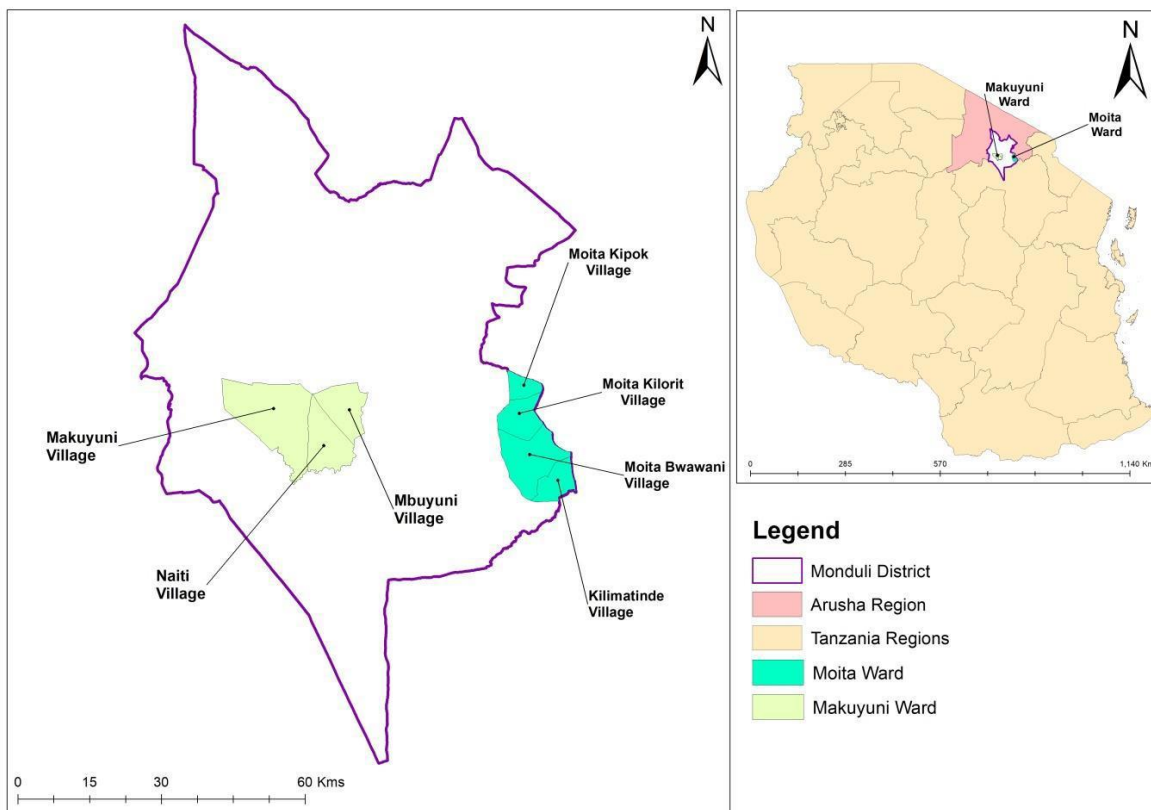 N
Moita Kipok
Village
Moita Kilorit
Village
Makuyuni
Village
Moita Bwawani
Village
Mbuyuni
Village
Naiti
Village
Kilimatinde
Village
0 15 30 60 Kms
N
Makuyuni
Ward
Moita
Ward
0 285 570 1,140 Kms
Legend
Monduli District
Arusha Region
Tanzania Regions
Moita Ward
Makuyuni Ward